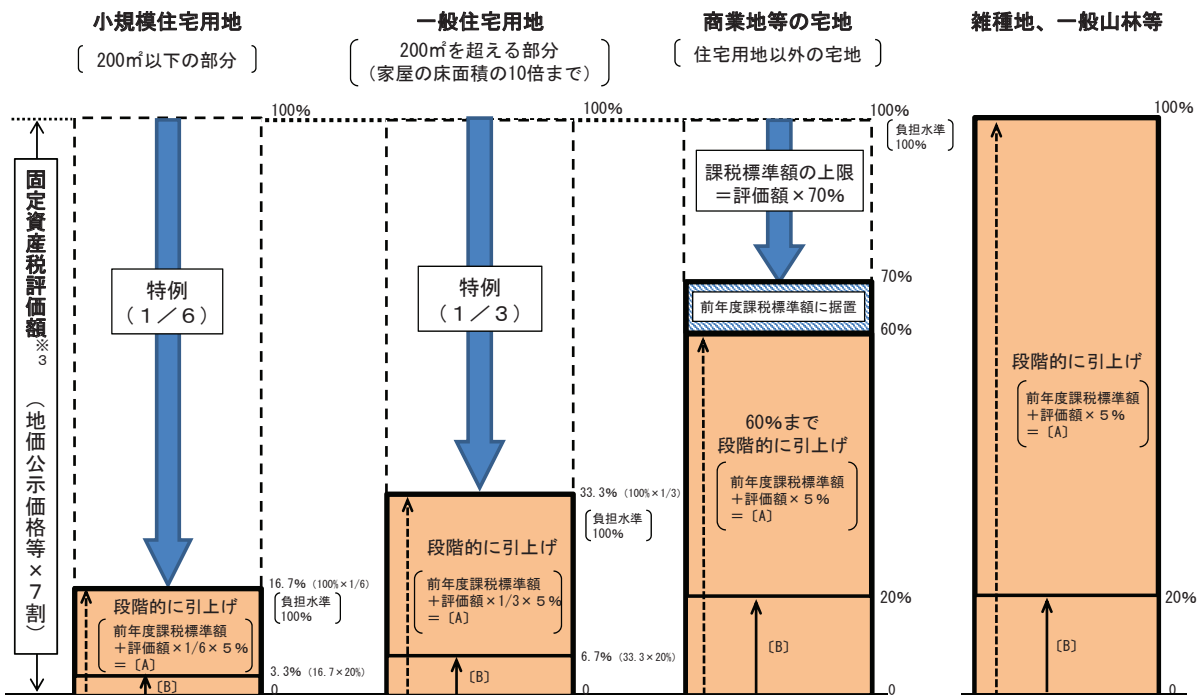 小規模住宅用地
200㎡以下の部分
一般住宅用地
200㎡を超える部分
(家屋の床面積の10倍まで)
商業地等の宅地
住宅用地以外の宅地
雑種地、一般山林等
固定資産税評価額※3
(地価公示価格等×7割)
100%
特例
(1/6)
16.7% (100%×1/6)
負担水準
100%
段階的に引上げ
前年度課税標準額
+評価額×1/6×5%
= [A]
3.3% (16.7×20%)
[B]
0
100%
特例
(1/3)
33.3% (100%×1/3)
負担水準
100%
段階的に引上げ
前年度課税標準額
+評価額×1/3×5%
= [A]
6.7% (33.3×20%)
[B]
0
100%
負担水準
100%
課税標準額の上限
=評価額×70%
70%
前年度課税標準額に据置
60%
60%まで
段階的に引上げ
前年度課税標準額
+評価額×5%
= [A]
20%
[B]
0
100%
段階的に引上げ
前年度課税標準額
+評価額×5%
= [A]
20%
[B]
0